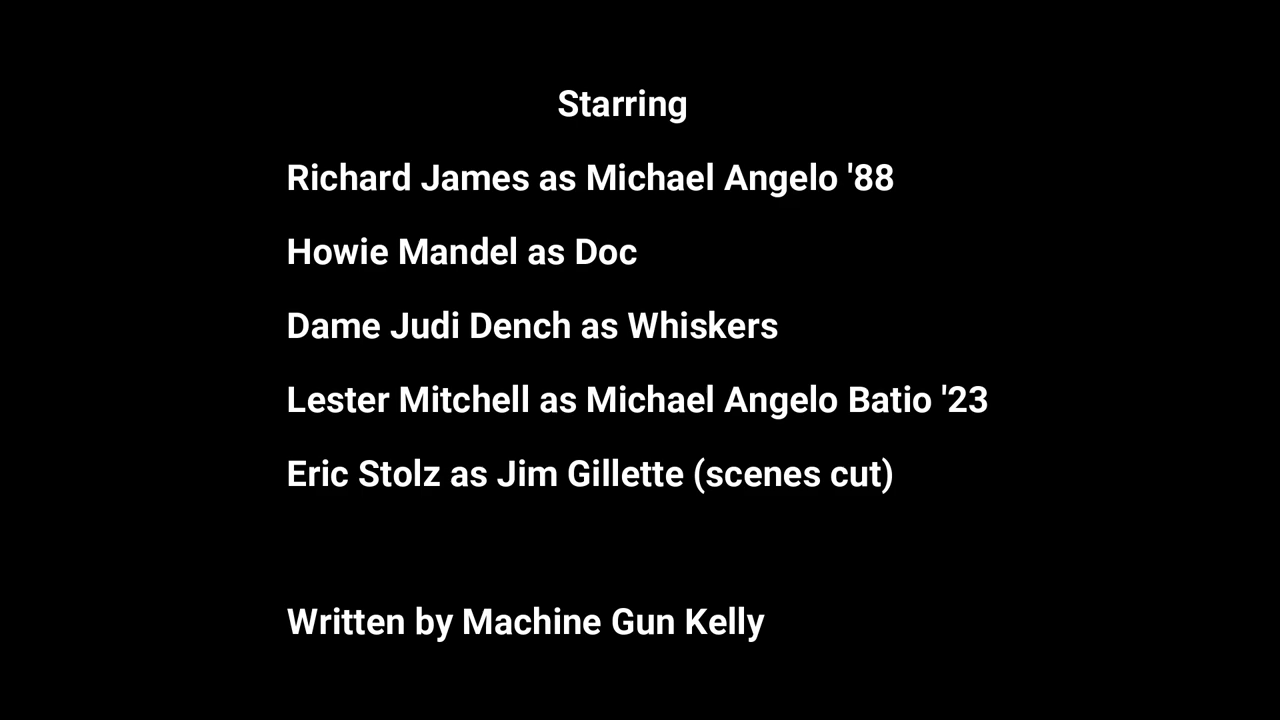 Starring
Richard James as Michael Angelo '88
Howie Mandel as Doc
Dame Judi Dench as Whiskers
Lester Mitchell as Michael Angelo Batio '23
Eric Stolz as Jim Gillette (scenes cut)
Written by Machine Gun Kelly